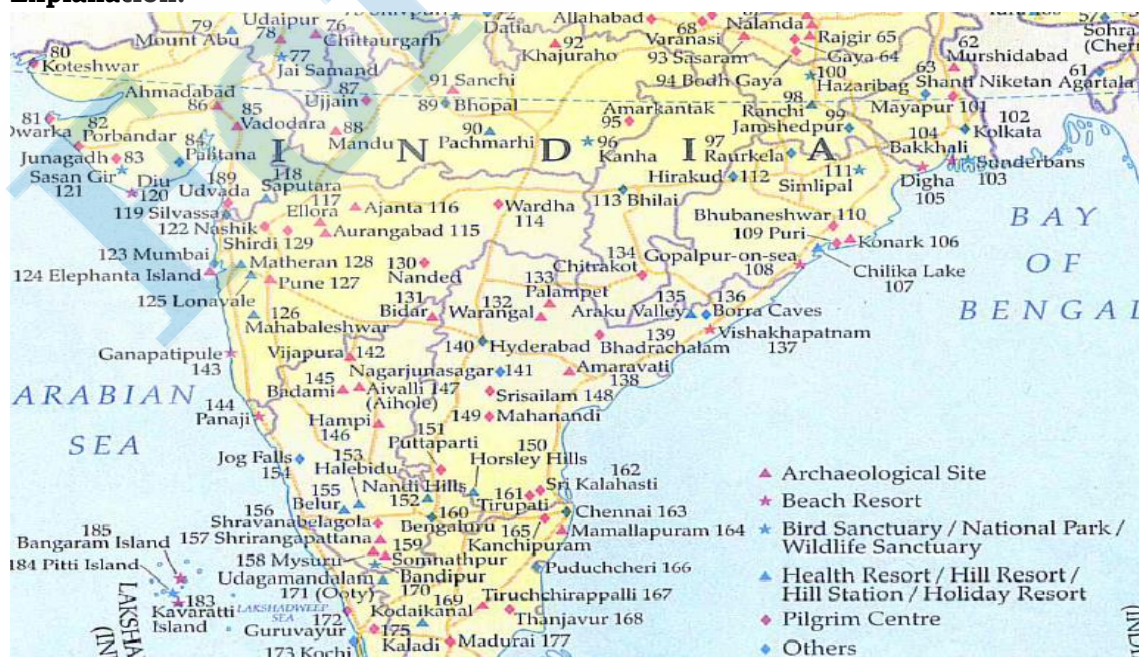 79
Mount Abu
Udaipur
78
76
Chittaurgarh
72
Datia
Allahabad
68
Varanasi
Nalanda
Rajgir 65
Gaya 64
93 Sasaram
94 Bodh Gaya
92
Khajuraho
57
Sohra
(Cher
80
Koteshwar
77
Jai Samand
62
Murshidabad
63
Shanti Niketan
Agartala
61
100
Hazaribag
Ahmadabad
86
85
Vadodara
87
Ujjain
91 Sanchi
89
Bhopal
Amarkantak
95
Ranchi
98
Mayapur 101
81
Dwarka
82
Porbandar
84
Palitana
88
Mandu
90
Pachmarhi
96
Kanha
97
Raurkela
99
Jamshedpur
104
Bakkhali
102
Kolkata
INDIA
Junagadh
83
Sasan Gir
121
Diu
120
189
Udvada
118
Saputara
117
Ellora
Hirakud
112
111
Simlipal
Digha
105
Sunderbans
103
119 Silvassa
Ajanta 116
Wardha
114
113 Bhilai
122 Nashik
Aurangabad 115
Shirdi 129
Bhubaneshwar 110
109 Puri
Konark 106
BAY
OF
BENGAL
123 Mumbai
124 Elephanta Island
Matheran 128
Pune 127
125 Lonavale
126
Mahabaleshwar
130
Nanded
134
Chitrakot
Gopalpur-on-sea
108
Chilika Lake
107
131
Bidar
132
Warangal
133
Palampet
135
Araku Valley
136
Borra Caves
Vishakhapatnam
137
Ganapatipule
143
Vijapura
142
140
Hyderabad
139
Bhadrachalam
Nagarjunasagar
141
Amaravati
138
ARABIAN
SEA
145
Badami
Aivalli 147
(Aihole)
Srisailam 148
144
Panaji
Hampi
146
149
Mahanandi
151
Puttaparti
150
Horsley Hills
Jog Falls
154
153
Halebidu
Nandi Hills
152
162
Sri Kalahasti
161
Tirupati
155
Belur
156
Shravanabelagola
160
Bengaluru
Chennai 163
165
Kanchipuram
Mamallapuram 164
157 Shrirangapattana
159
Somnathpur
158 Mysuru
Bandipur
170
Puducheri 166
185
Bangaram Island
184 Pitti Island
183
Kavaratti
Island
LAKSHADWEEP
SEA
Udagamandalam
171 (Ooty)
Kodaikanal
169
Tiruchchirappalli 167
Thanjavur 168
172
Guruvayur
173 Kochi
175
Kaladi
Madurai 177
Archaeological Site
Beach Resort
Bird Sanctuary / National Park /
Wildlife Sanctuary
Health Resort / Hill Resort /
Hill Station / Holiday Resort
Pilgrim Centre
Others